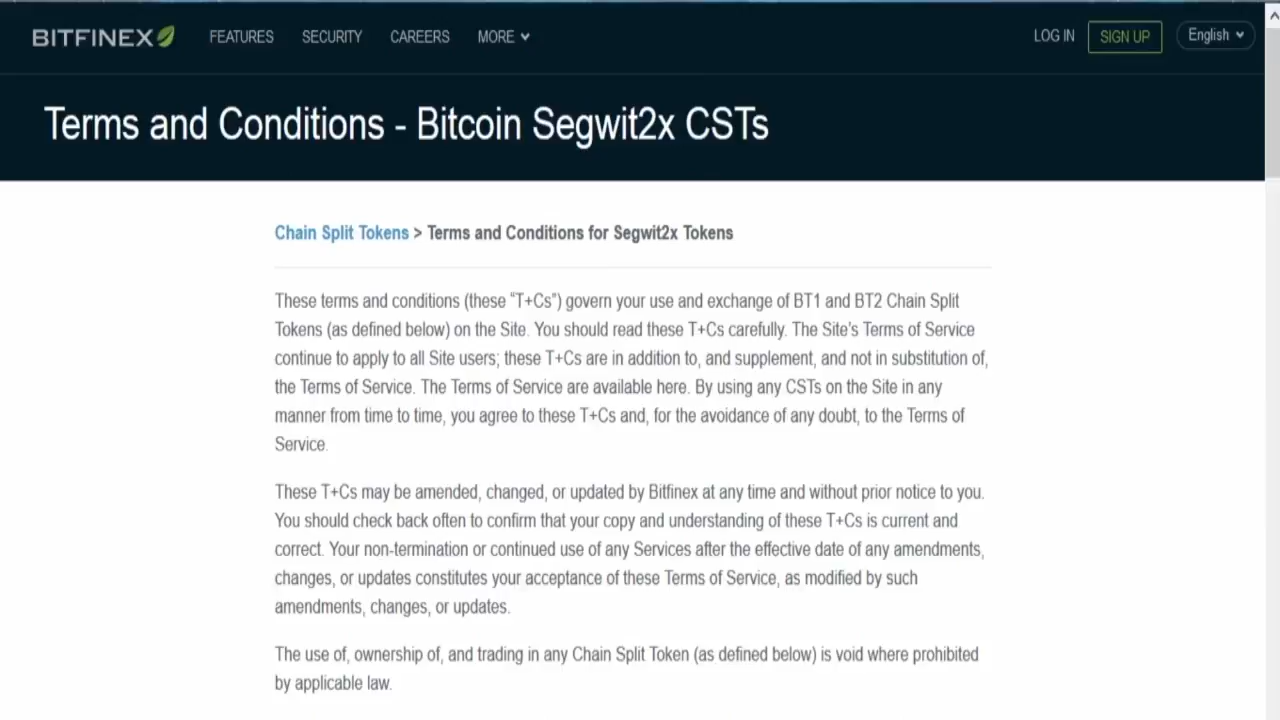 BITFINEX FEATURES SECURITY CAREERS MORE LOG IN SIGN UP English
Terms and Conditions - Bitcoin Segwit2x CSTs
Chain Split Tokens > Terms and Conditions for Segwit2x Tokens
These terms and conditions (these “T+Cs”) govern your use and exchange of BT1 and BT2 Chain Split
Tokens (as defined below) on the Site. You should read these T+Cs carefully. The Site's Terms of Service
continue to apply to all Site users; these T+Cs are in addition to, and supplement, and not in substitution of,
the Terms of Service. The Terms of Service are available here. By using any CSTs on the Site in any
manner from time to time, you agree to these T+Cs and, for the avoidance of any doubt, to the Terms of
Service.
These T+Cs may be amended, changed, or updated by Bitfinex at any time and without prior notice to you.
You should check back often to confirm that your copy and understanding of these T+Cs is current and
correct. Your non-termination or continued use of any Services after the effective date of any amendments,
changes, or updates constitutes your acceptance of these Terms of Service, as modified by such
amendments, changes, or updates.
The use of, ownership of, and trading in any Chain Split Token (as defined below) is void where prohibited
by applicable law.